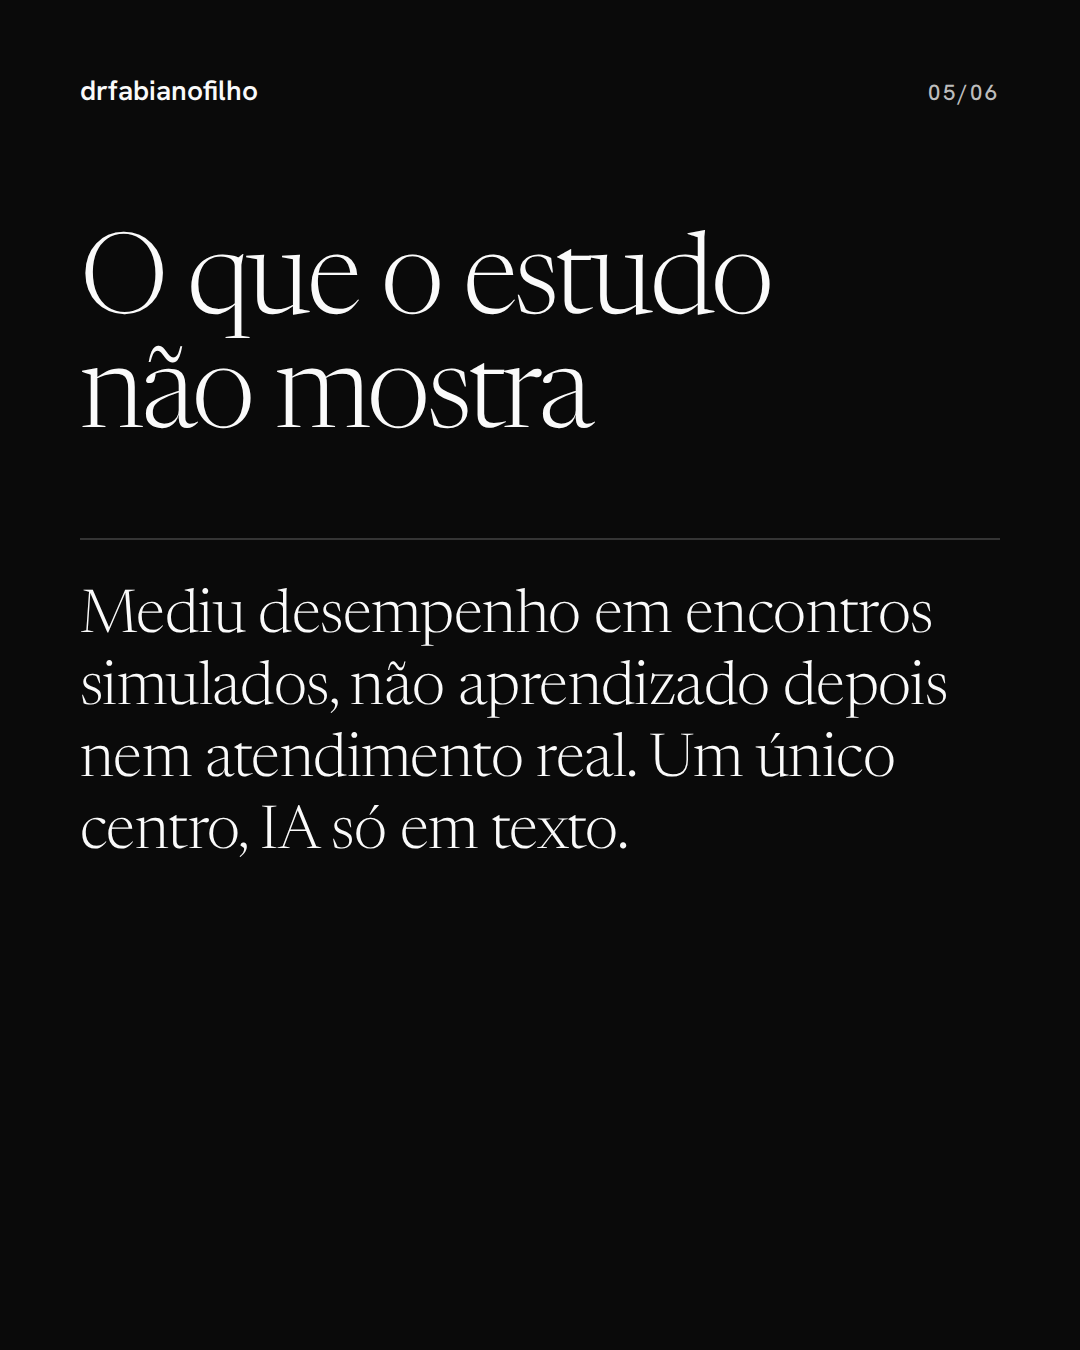 drfabianofilho
05/06
O que o estudo
não mostra
Mediu desempenho em encontros
simulados, não aprendizado depois
nem atendimento real. Um único
centro, IA só em texto.